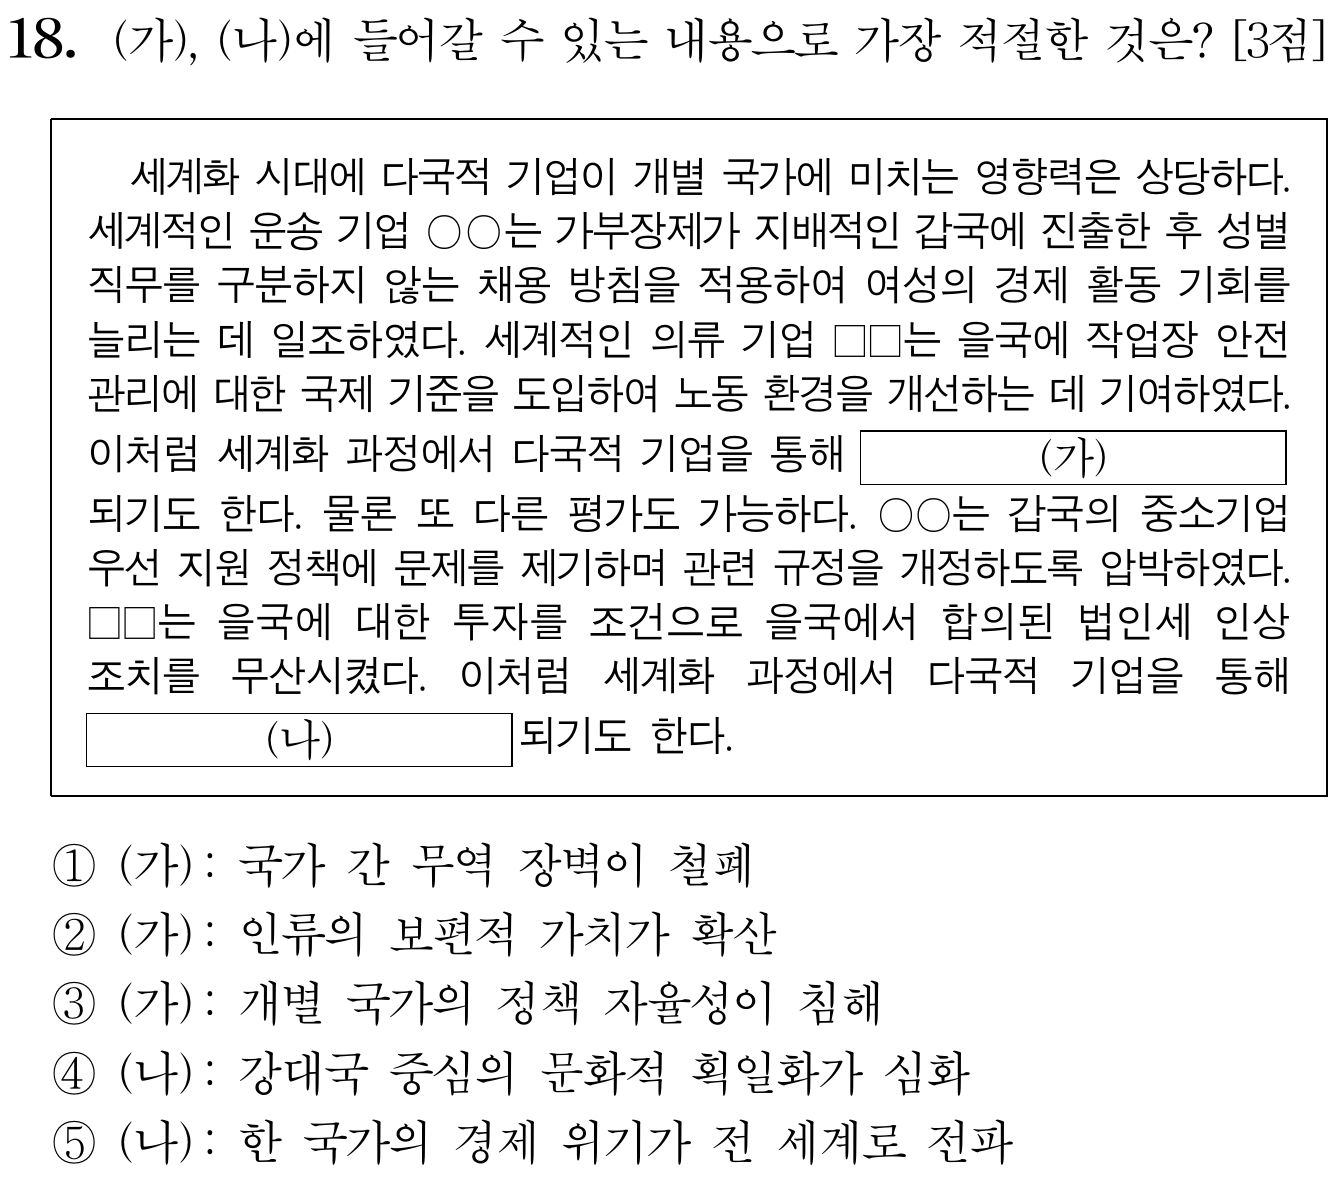 18. (가), (나)에 들어갈 수 있는 내용으로 가장 적절한 것은? [3점]
세계화 시대에 다국적 기업이 개별 국가에 미치는 영향력은 상당하다.
세계적인 운송 기업 ○○는 가부장제가 지배적인 갑국에 진출한 후 성별
직무를 구분하지 않는 채용 방침을 적용하여 여성의 경제 활동 기회를
늘리는 데 일조하였다. 세계적인 의류 기업 □□는 을국에 작업장 안전
관리에 대한 국제 기준을 도입하여 노동 환경을 개선하는 데 기여하였다.
이처럼 세계화 과정에서 다국적 기업을 통해 (가)
되기도 한다. 물론 또 다른 평가도 가능하다. ○○는 갑국의 중소기업
우선 지원 정책에 문제를 제기하며 관련 규정을 개정하도록 압박하였다.
□□는 을국에 대한 투자를 조건으로 을국에서 합의된 법인세 인상
조치를 무산시켰다. 이처럼 세계화 과정에서 다국적 기업을 통해
(나) 되기도 한다.
① (가): 국가 간 무역 장벽이 철폐
② (가): 인류의 보편적 가치가 확산
③ (가): 개별 국가의 정책 자율성이 침해
④ (나): 강대국 중심의 문화적 획일화가 심화
⑤ (나): 한 국가의 경제 위기가 전 세계로 전파